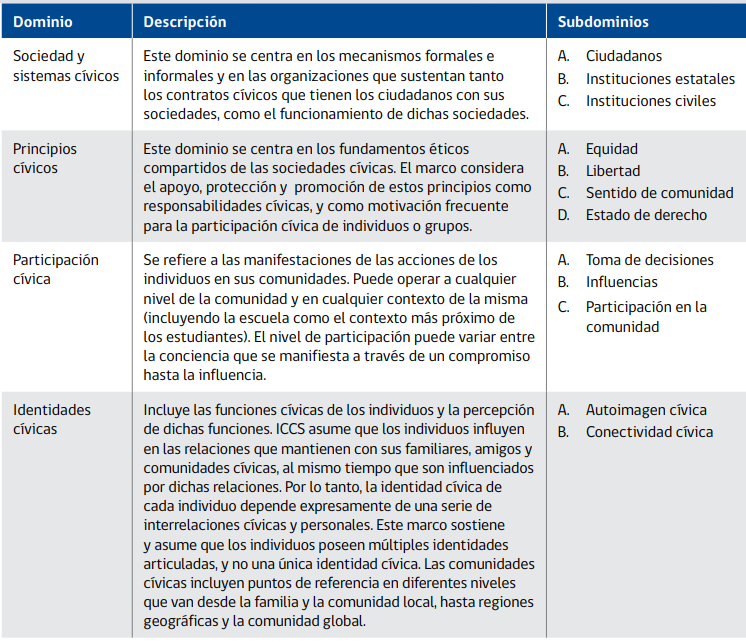 Dominio Descripción Subdominios
Sociedad y
sistemas cívicos
Este dominio se centra en los mecanismos formales e
informales y en las organizaciones que sustentan tanto
los contratos cívicos que tienen los ciudadanos con sus
sociedades, como el funcionamiento de dichas sociedades.
A. Ciudadanos
B. Instituciones estatales
C. Instituciones civiles
Principios
cívicos
Este dominio se centra en los fundamentos éticos
compartidos de las sociedades cívicas. El marco considera
el apoyo, protección y promoción de estos principios como
responsabilidades cívicas, y como motivación frecuente
para la participación cívica de individuos o grupos.
A. Equidad
B. Libertad
C. Sentido de comunidad
D. Estado de derecho
Participación
cívica
Se refiere a las manifestaciones de las acciones de los
individuos en sus comunidades. Puede operar a cualquier
nivel de la comunidad y en cualquier contexto de la misma
(incluyendo la escuela como el contexto más próximo de
los estudiantes). El nivel de participación puede variar entre
la conciencia que se manifiesta a través de un compromiso
hasta la influencia.
A. Toma de decisiones
B. Influencias
C. Participación en la
comunidad
Identidades
cívicas
Incluye las funciones cívicas de los individuos y la percepción
de dichas funciones. ICCS asume que los individuos influyen
en las relaciones que mantienen con sus familiares, amigos y
comunidades cívicas, al mismo tiempo que son influenciados
por dichas relaciones. Por lo tanto, la identidad cívica de
cada individuo depende expresamente de una serie de
interrelaciones cívicas y personales. Este marco sostiene
y asume que los individuos poseen múltiples identidades
articuladas, y no una única identidad cívica. Las comunidades
cívicas incluyen puntos de referencia en diferentes niveles
que van desde la familia y la comunidad local, hasta regiones
geográficas y la comunidad global.
A. Autoimagen cívica
B. Conectividad cívica